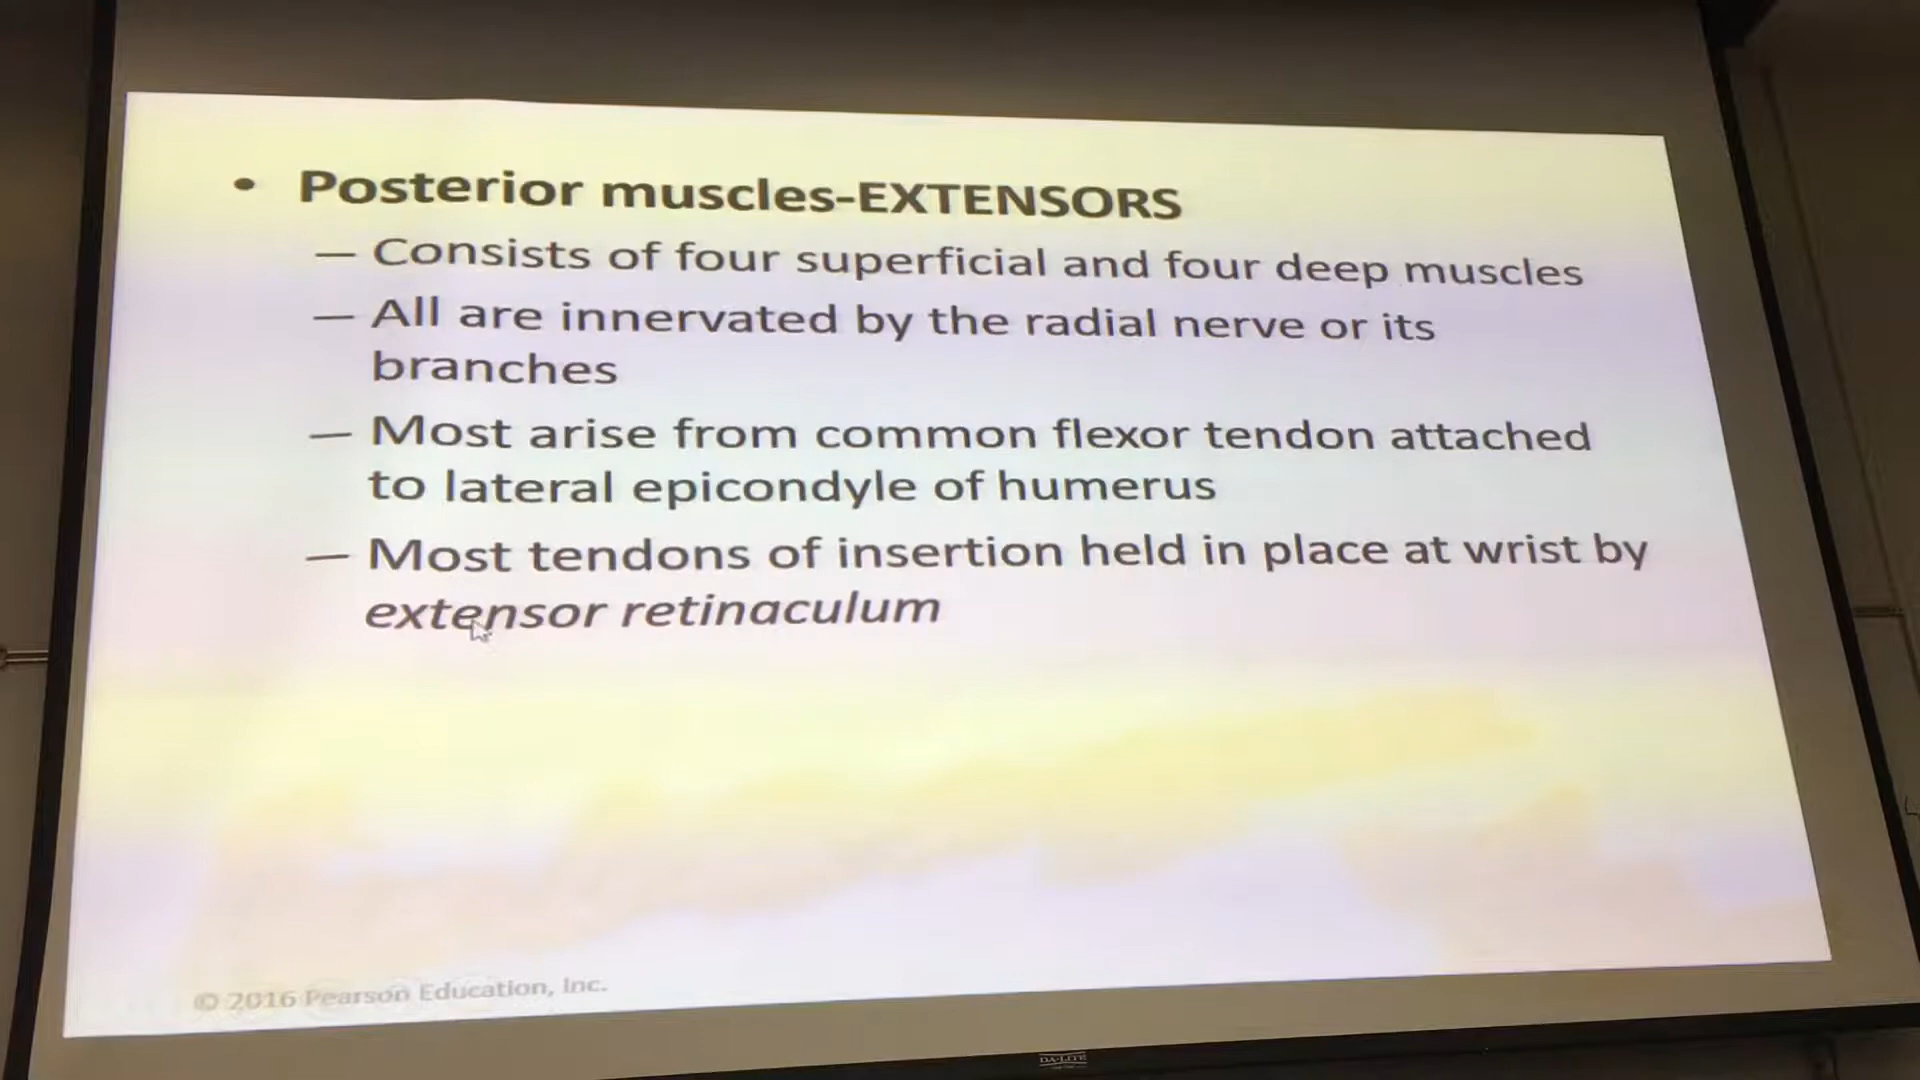 • Posterior muscles-EXTENSORS
— Consists of four superficial and four deep muscles
— All are innervated by the radial nerve or its
branches
— Most arise from common flexor tendon attached
to lateral epicondyle of humerus
— Most tendons of insertion held in place at wrist by
extensor retinaculum
© 2016 Pearson Education, Inc.
DA-LITE